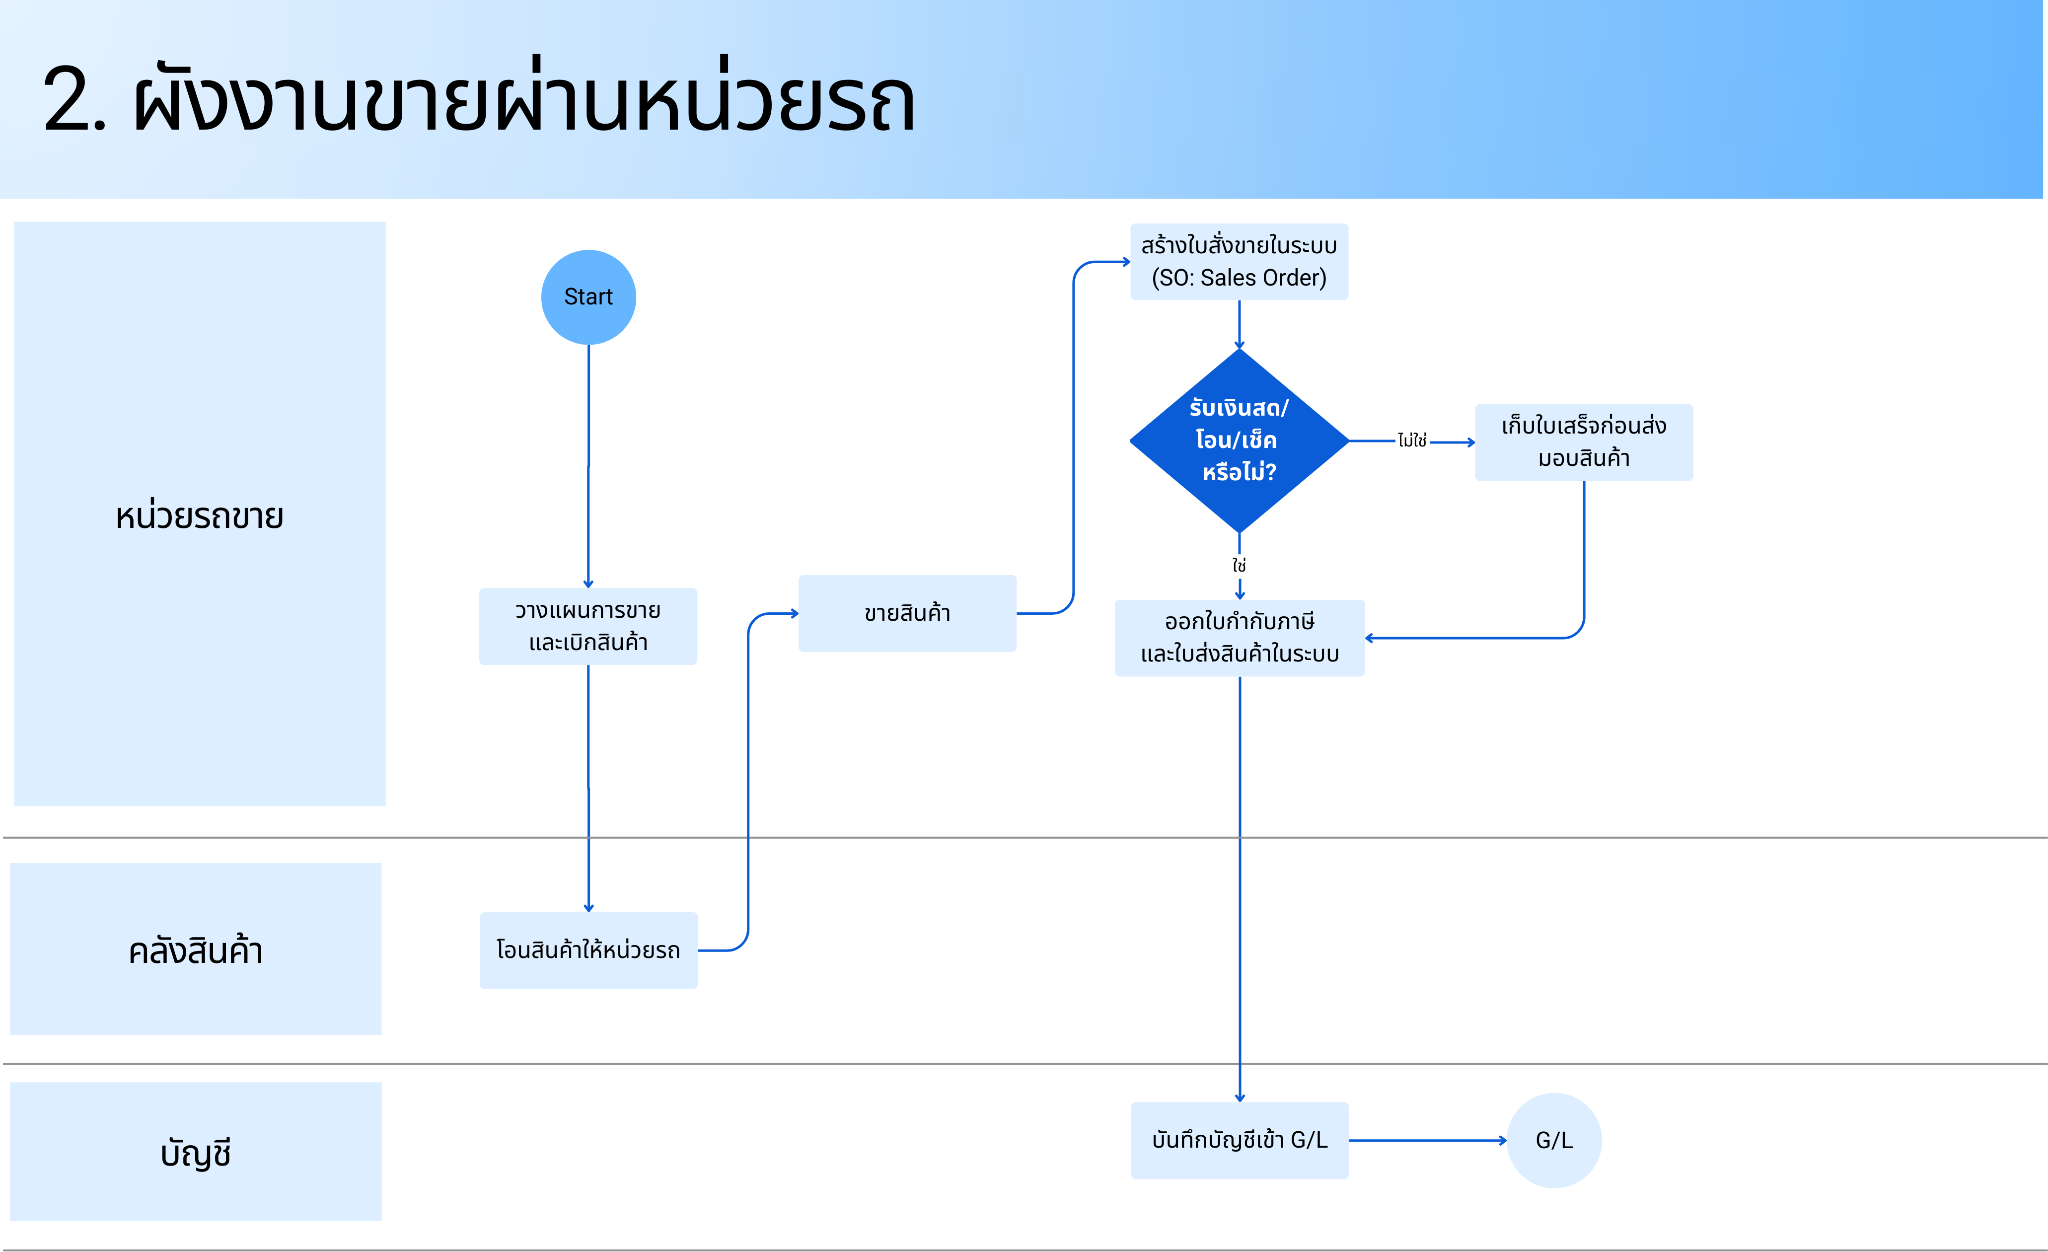 2. ผังงานขายผ่านหน่วยรถ
หน่วยรถขาย
Start
วางแผนการขาย
และเบิกสินค้า
ขายสินค้า
สร้างใบสั่งขายในระบบ
(SO: Sales Order)
รับเงินสด/
โอน/เช็ค
หรือไม่?
ไม่ใช่
เก็บใบเสร็จก่อนส่ง
มอบสินค้า
ใช่
ออกใบกำกับภาษี
และใบส่งสินค้าในระบบ
คลังสินค้า
โอนสินค้าให้หน่วยรถ
บัญชี
บันทึกบัญชีเข้า G/L
G/L